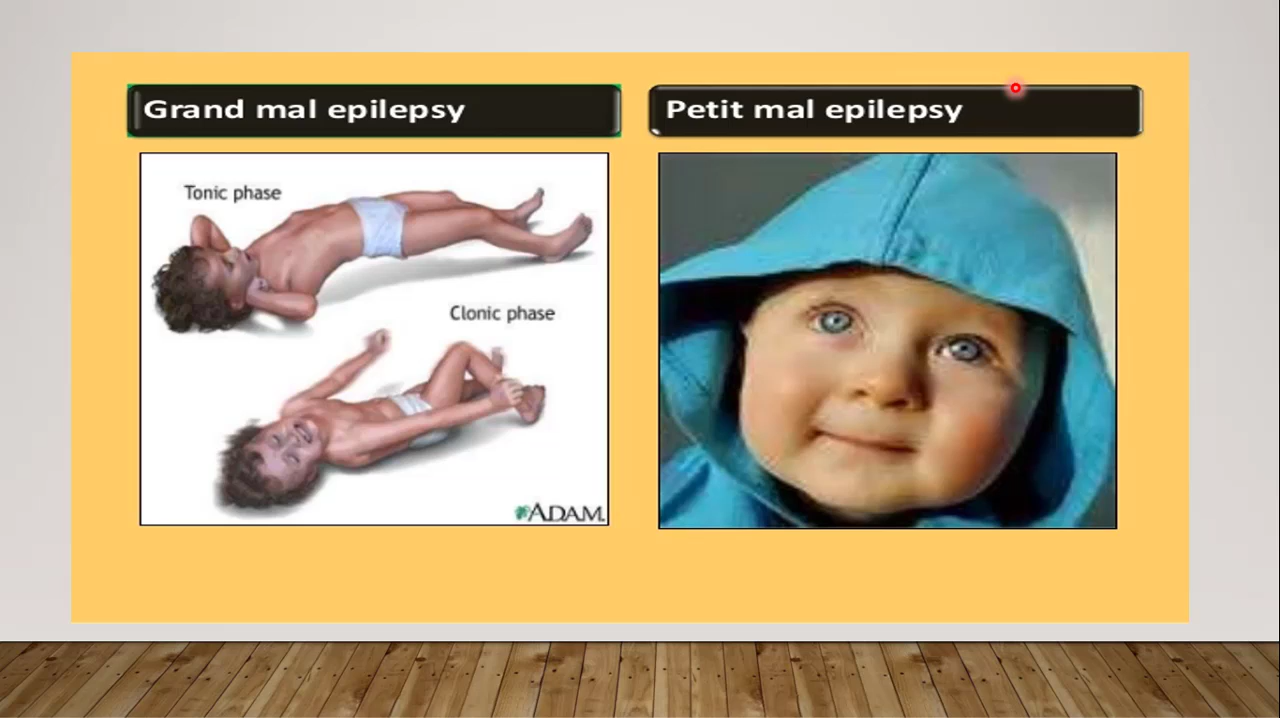 Grand mal epilepsy
Petit mal epilepsy
Tonic phase
Clonic phase
ADAM